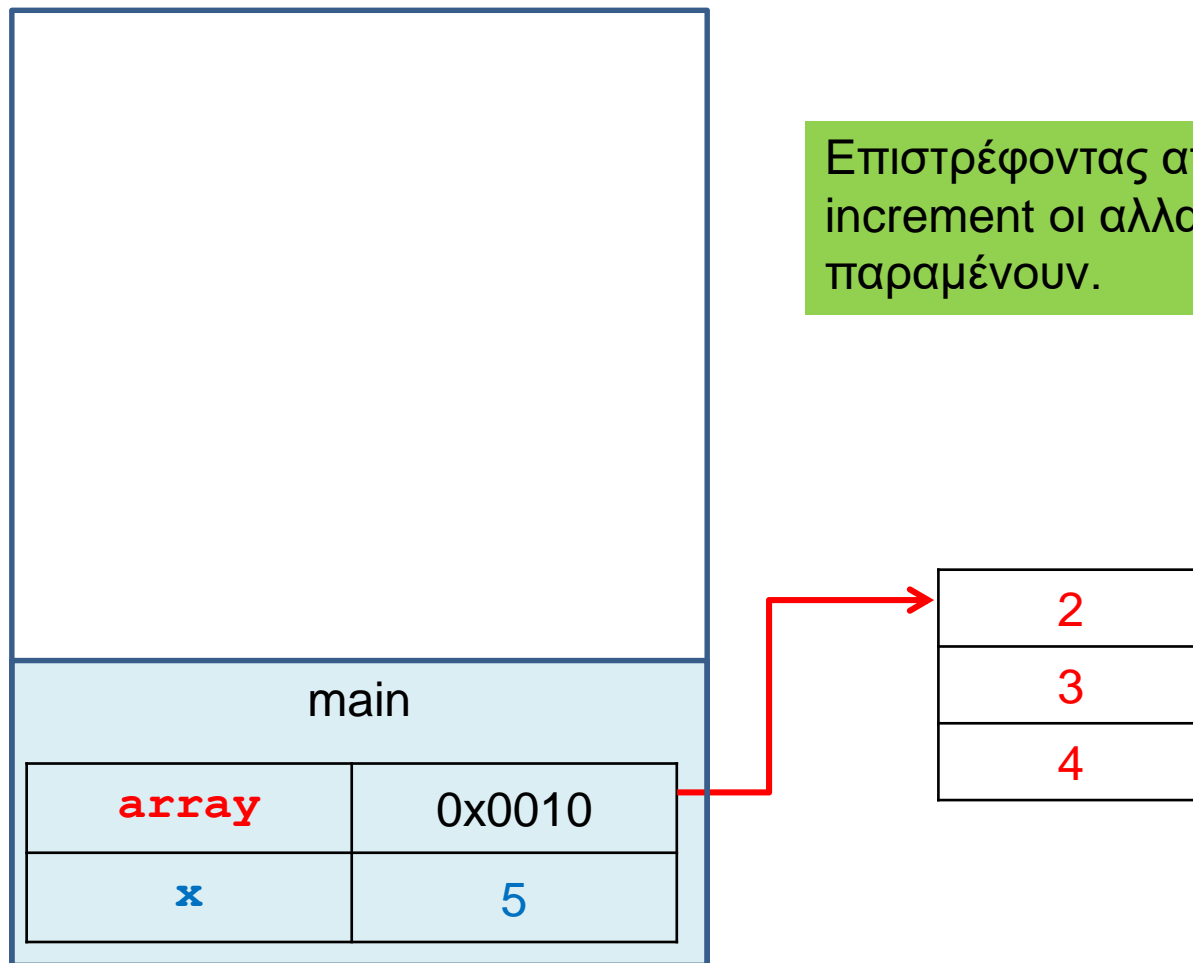 Επιστρέφοντας
increment οι
παραμένουν.
2
3
4
main
array 0x0010
x 5